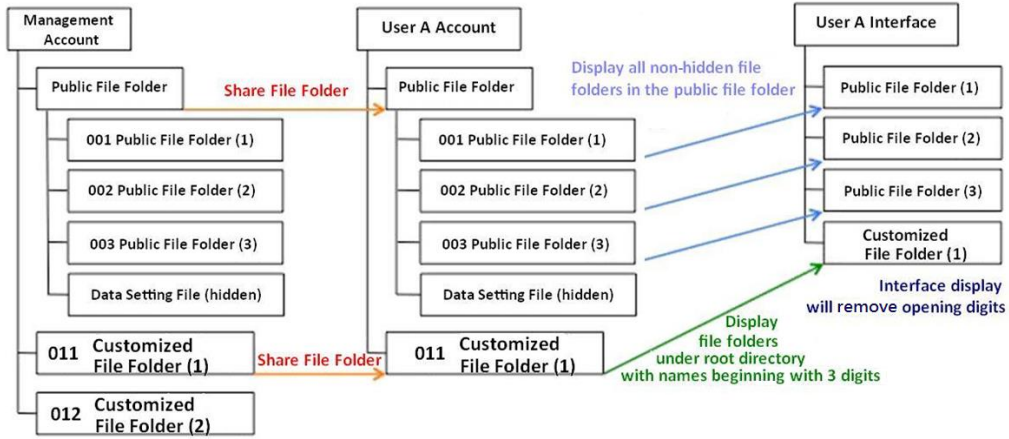 Management
Account
Public File Folder
001 Public File Folder (1)
002 Public File Folder (2)
003 Public File Folder (3)
Data Setting File (hidden)
011 Customized
File Folder (1)
012 Customized
File Folder (2)
Share File Folder
Share File Folder
User A Account
Public File Folder
001 Public File Folder (1)
002 Public File Folder (2)
003 Public File Folder (3)
Data Setting File (hidden)
011 Customized
File Folder (1)
Display all non-hidden file
folders in the public file folder
Display
file folders
under root directory
with names beginning with 3 digits
User A Interface
Public File Folder (1)
Public File Folder (2)
Public File Folder (3)
Customized
File Folder (1)
Interface display
will remove opening digits